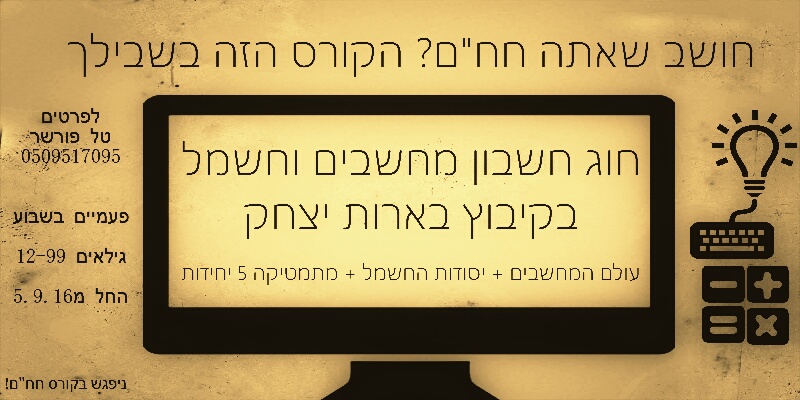 חושב שאתה חח"ם? הקורס הזה בשבילך
חוג חשבון מחשבים וחשמל
בקיבוץ בארות יצחק
עולם המחשבים + יסודות החשמל + מתמטיקה 5 יחידות
לפרטים
טל פורשר
0509517095
פעמיים בשבוע
גילאים 12-99
החל מ5.9.16
ניפגש בקורס חח"ם!